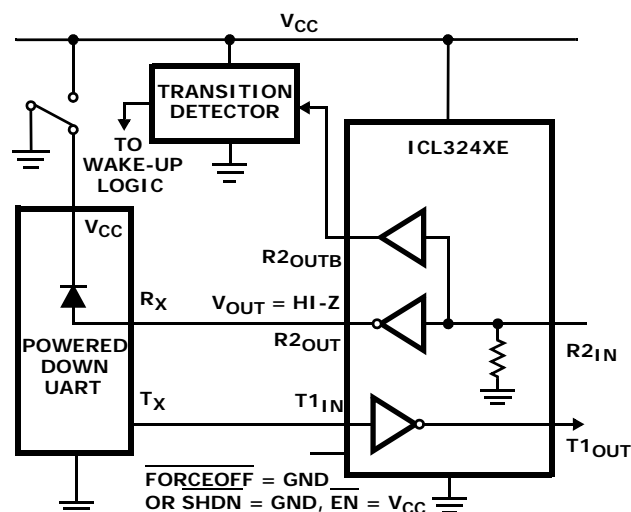 VCC
TRANSITION
DETECTOR
TO
WAKE-UP
LOGIC
ICL324XE
VCC
R2OUTB
RX
VOUT = HI-Z
R2OUT
R2IN
POWERED
DOWN
UART
TX
T1IN
T1OUT
FORCEOFF = GND
OR SHDN = GND, EN = VCC